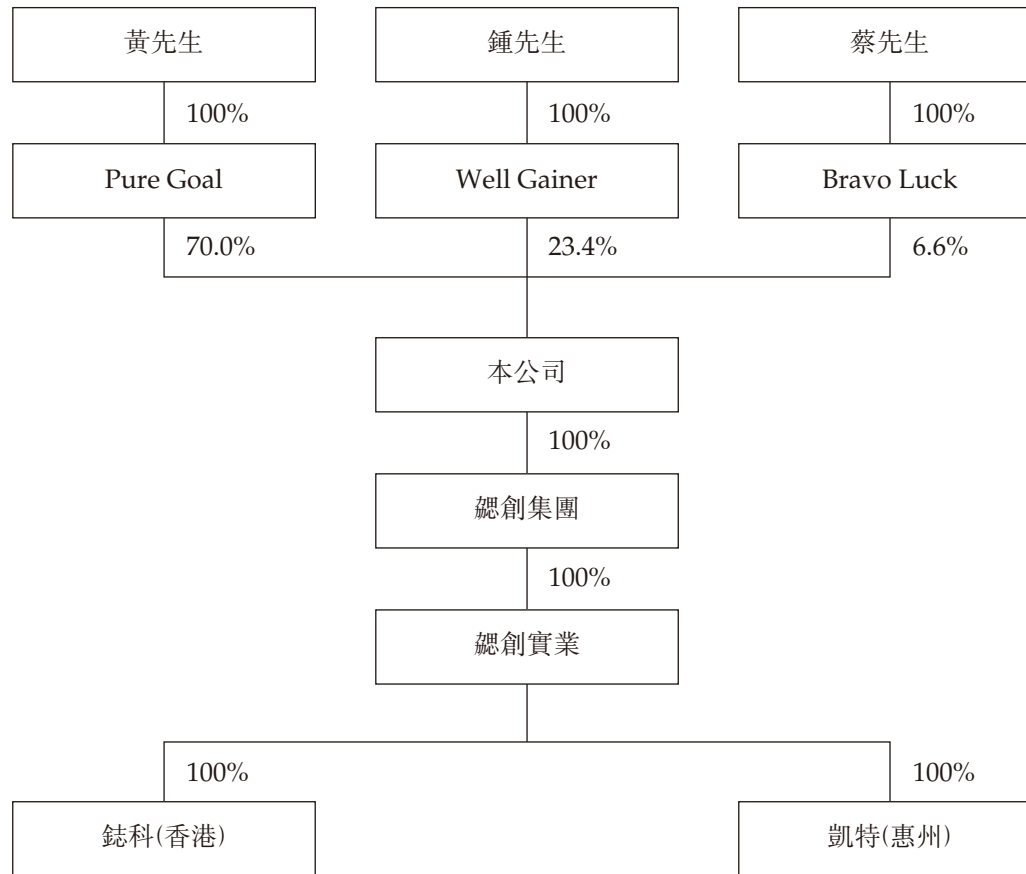 黃先生 鍾先生 蔡先生
100% 100% 100%
Pure Goal Well Gainer Bravo Luck
70.0% 23.4% 6.6%
本公司
100%
勰創集團
100%
勰創實業
100% 100%
鋕科(香港) 凱特(惠州)